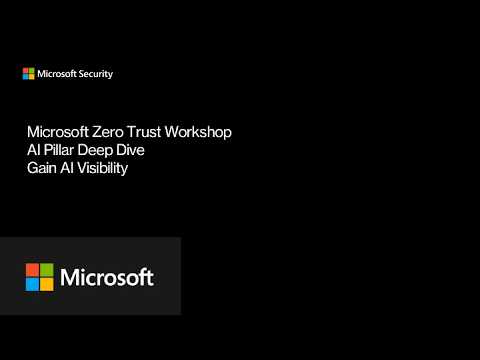 Microsoft Security
Microsoft Zero Trust Workshop
AI Pillar Deep Dive
Gain AI Visibility
Microsoft